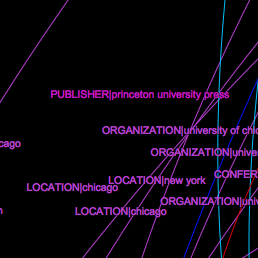 PUBLISHER|princeton university press
ORGANIZATION|university of chic
cago
ORGANIZATION|unive
CONFER
LOCATION|new york
LOCATION|chicago
ORGANIZATION|univ
LOCATION|chicago
n